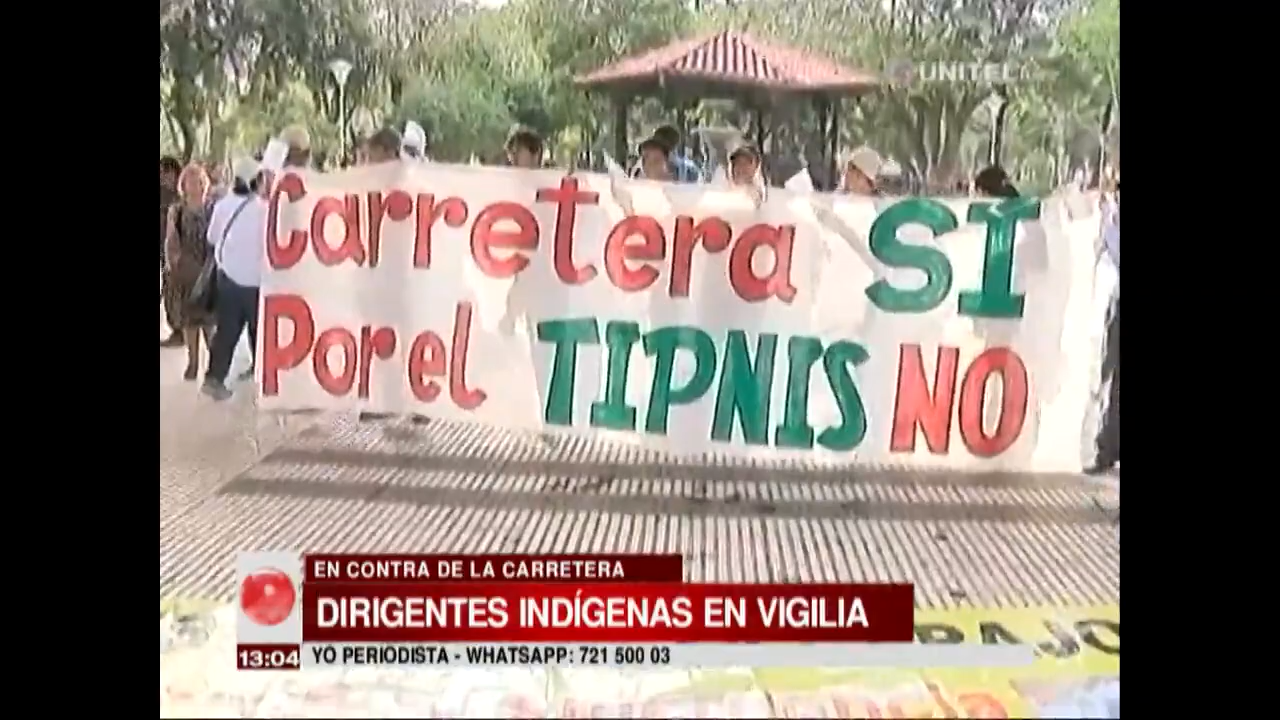 UNITEL
Carretera SI
Por el TIPNIS NO
EN CONTRA DE LA CARRETERA
DIRIGENTES INDÍGENAS EN VIGILIA
13:04 YO PERIODISTA - WHATSAPP: 721 500 03